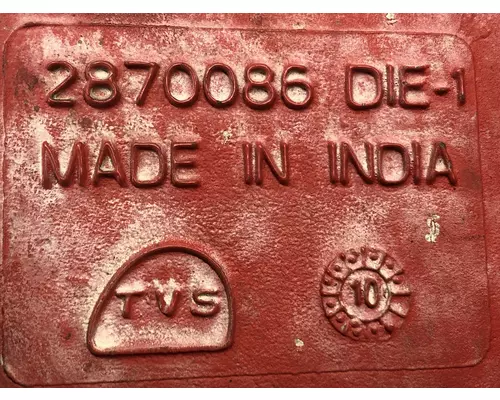 2870086 DIE-1
MADE IN INDIA
TVS
10